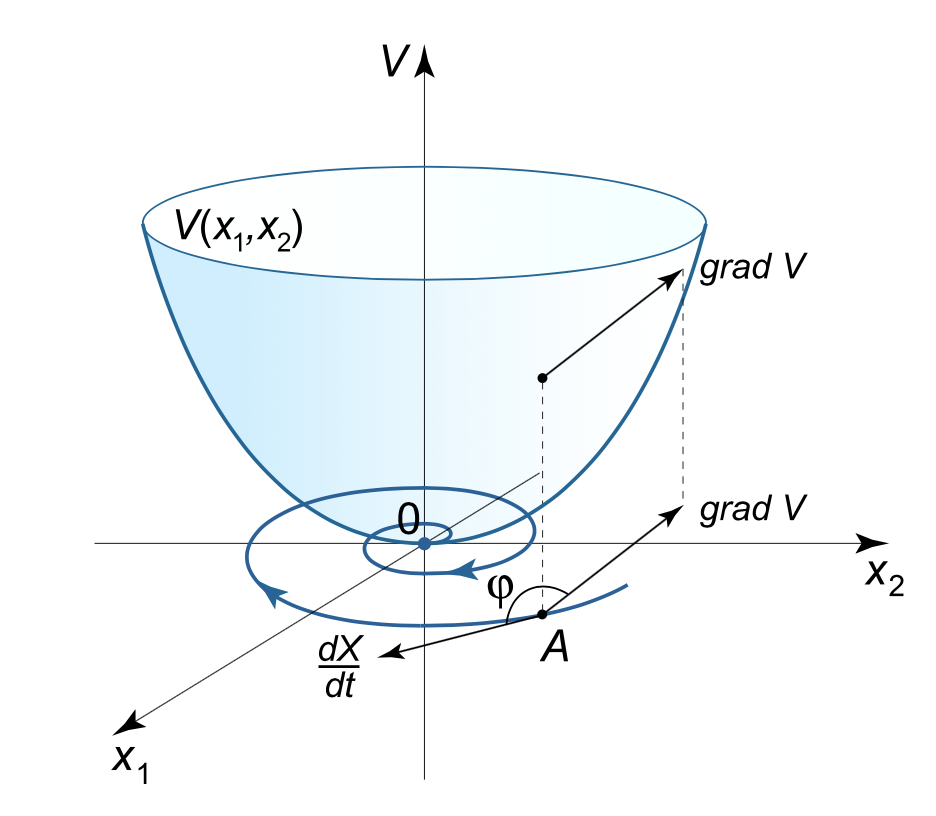 V
V(x₁,x₂)
grad V
0
grad V
x₂
φ
A
dX
dt
x₁